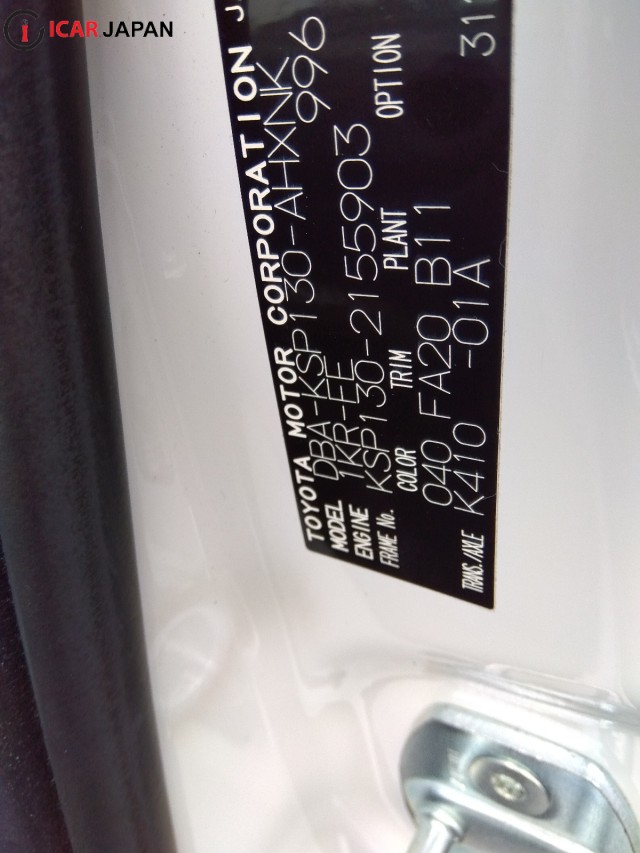 ICAR JAPAN
TOYOTA MOTOR CORPORATION J
MODEL DBA-KSP130-AHXNK
ENGINE 1KR-FE 996
FRAME No. KSP130-2155903
COLOR TRIM PLANT OPTION
040 FA20 B11 31
TRANS./AXLE K410 -01A